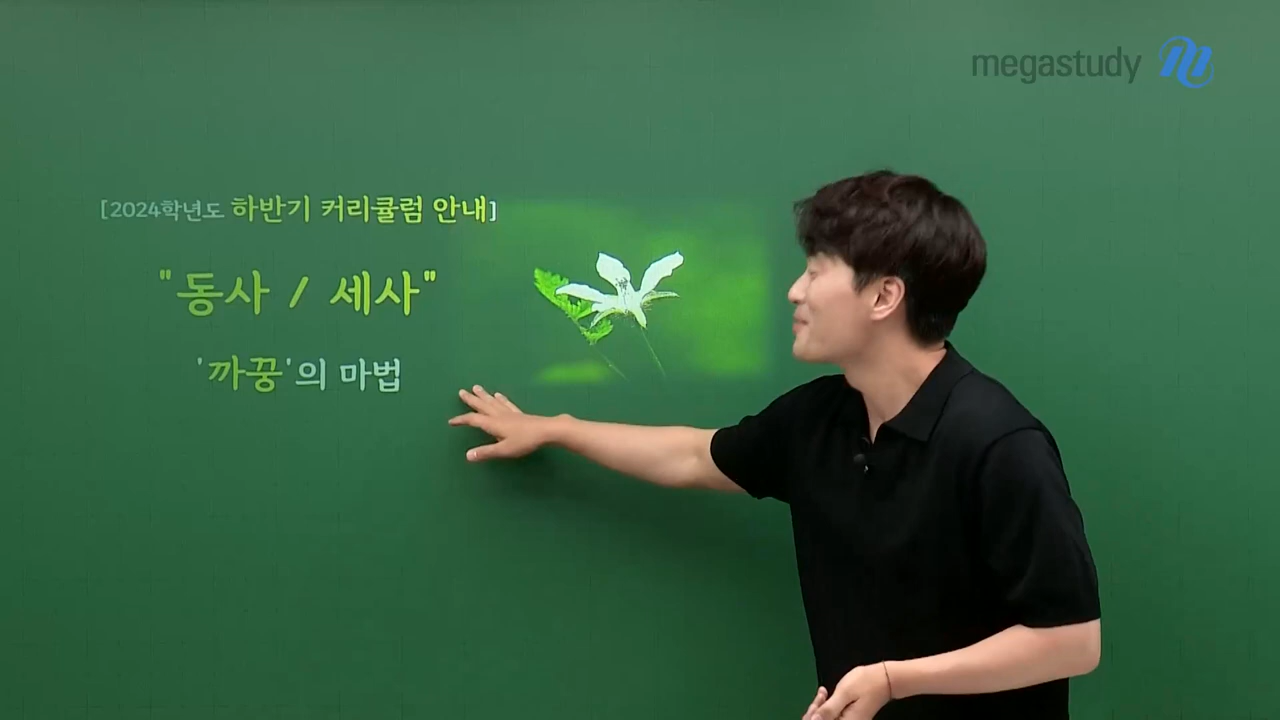 megastudy
[2024학년도 하반기 커리큘럼 안내]
"동사 / 세사"
'까꿍'의 마법